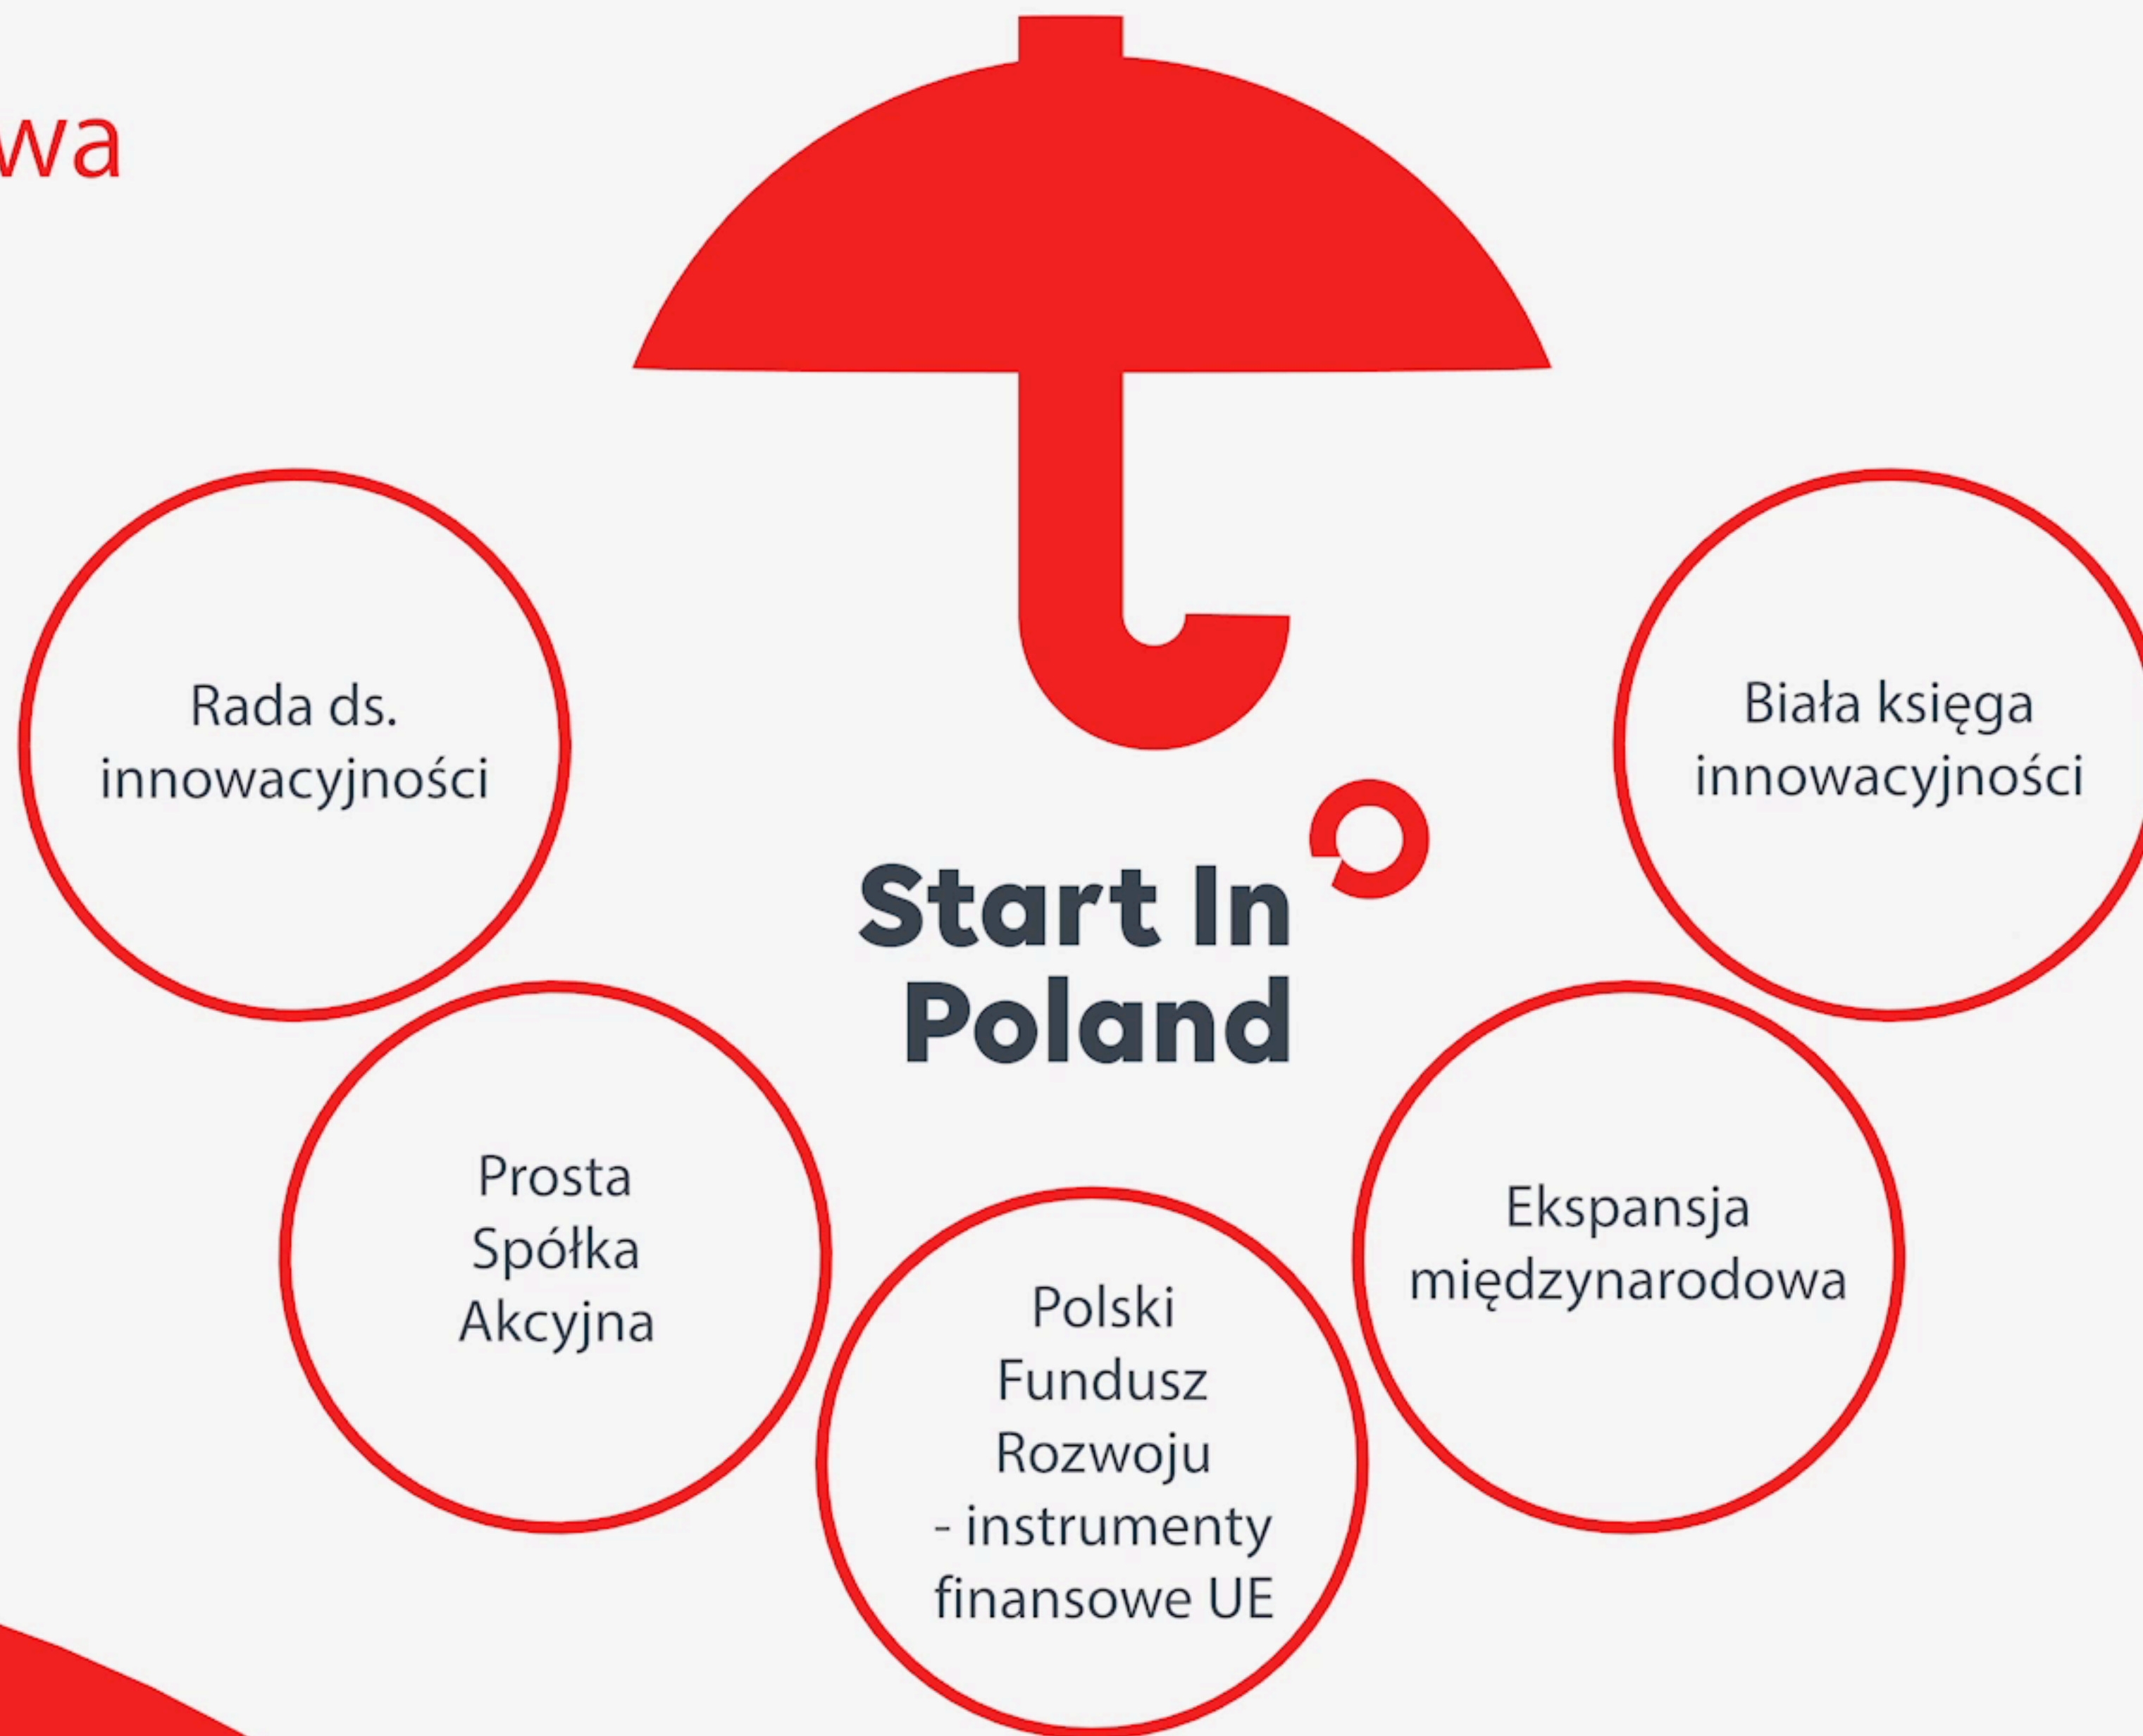 wa
Rada ds.
innowacyjności
Biała księga
innowacyjności
Start In
Poland
Prosta
Spółka
Akcyjna
Polski
Fundusz
Rozwoju
- instrumenty
finansowe UE
Ekspansja
międzynarodowa